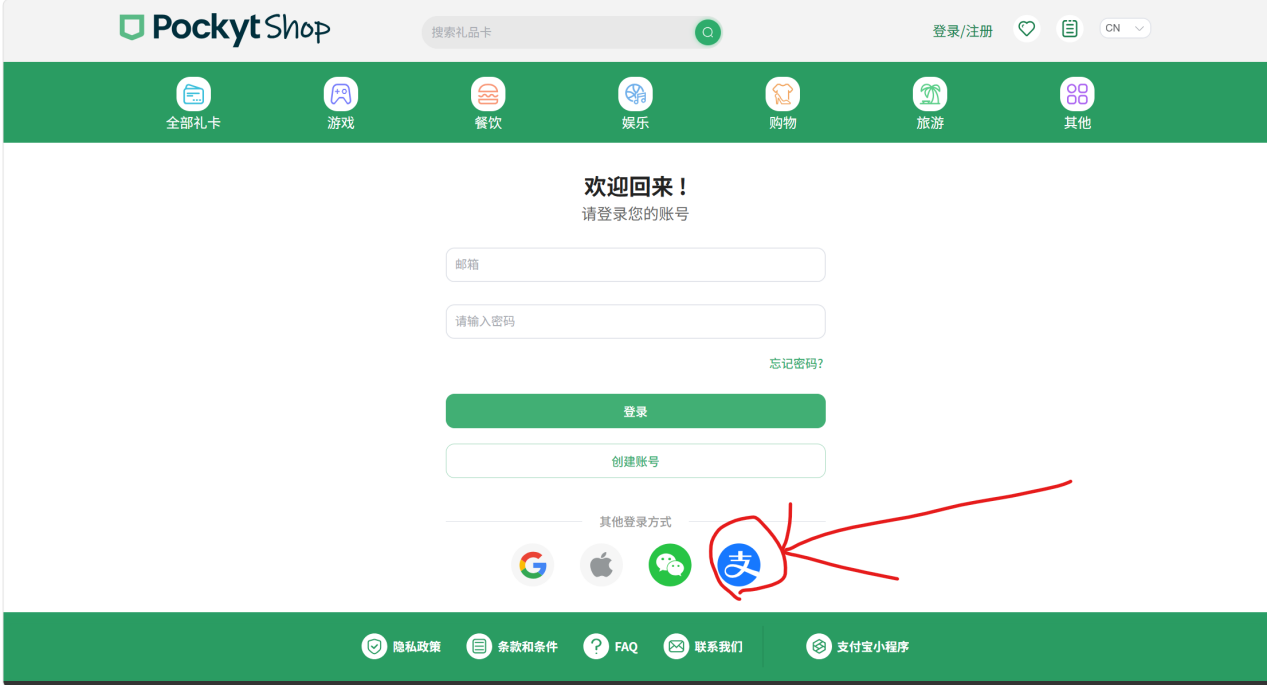 Pockyt Shop
搜索礼品卡
登录/注册
CN
全部礼卡
游戏
餐饮
娱乐
购物
旅游
其他
欢迎回来！
请登录您的账号
邮箱
请输入密码
忘记密码?
登录
创建账号
其他登录方式
G
支
隐私政策
条款和条件
? FAQ
联系我们
支付宝小程序